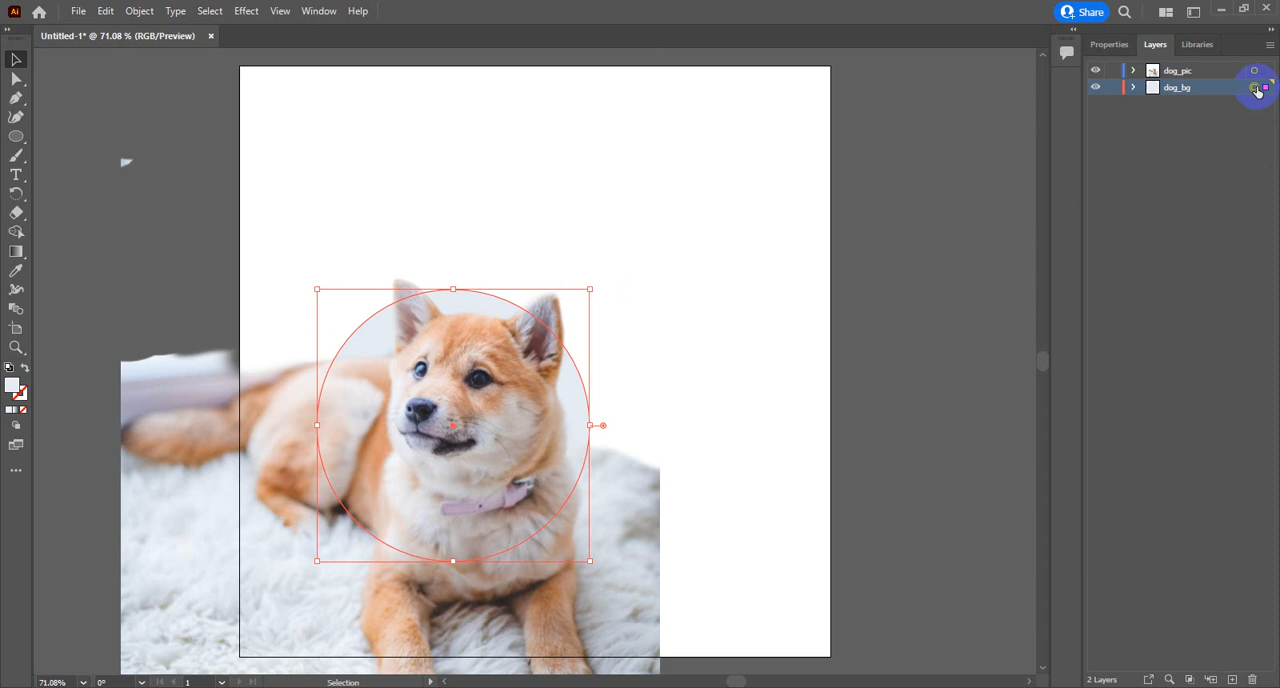 Ai File Edit Object Type Select Effect View Window Help Share
Untitled-1* @ 71.08 % (RGB/Preview) ×
Properties Layers Libraries
dog_pic
dog_bg
T
71.08% 0° 1 Selection
2 Layers